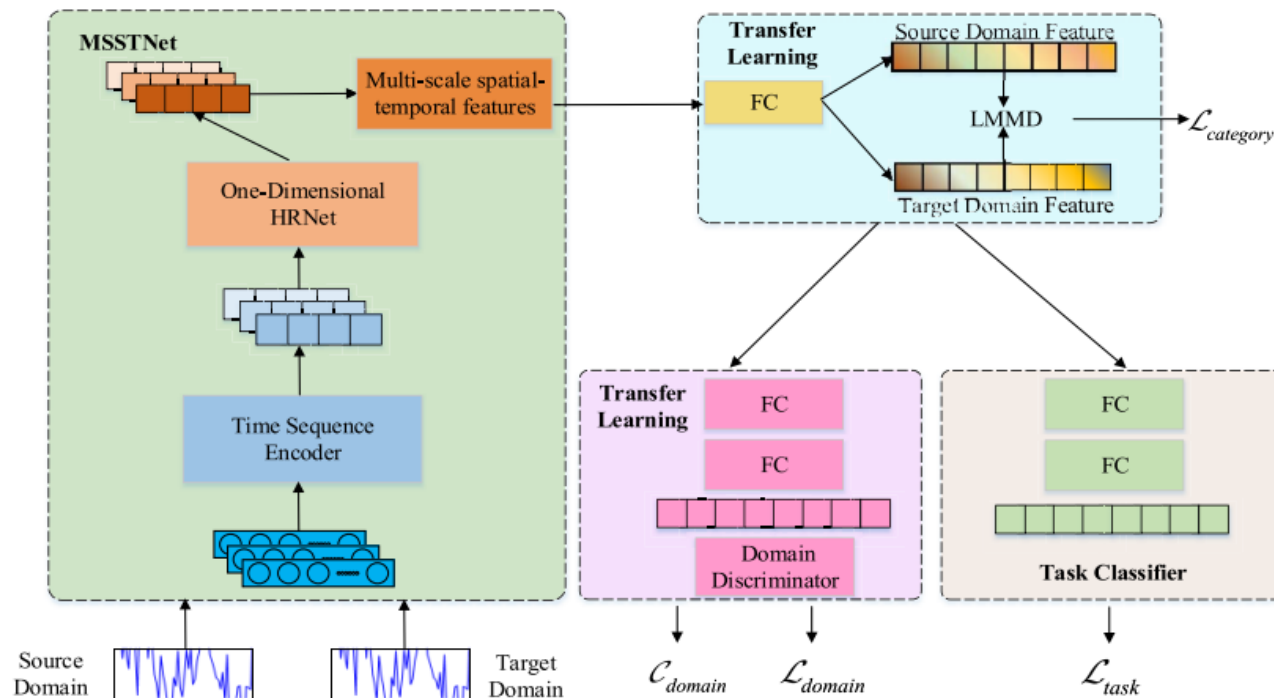 MSSTNet
Multi-scale spatial-
temporal features
One-Dimensional
HRNet
Time Sequence
Encoder
Source
Domain
Target
Domain
Transfer
Learning
FC
Source Domain Feature
LMMD
Target Domain Feature
ℒcategory
Transfer
Learning
FC
FC
Domain
Discriminator
𝒞domain
ℒdomain
FC
FC
Task Classifier
ℒtask